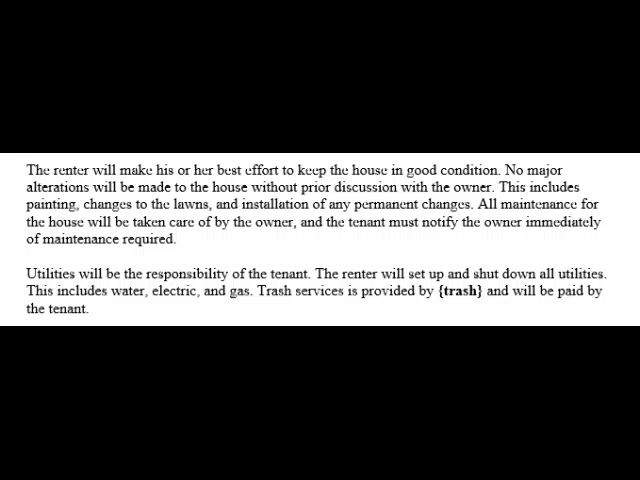 The renter will make his or her best effort to keep the house in good condition. No major
alterations will be made to the house without prior discussion with the owner. This includes
painting, changes to the lawns, and installation of any permanent changes. All maintenance for
the house will be taken care of by the owner, and the tenant must notify the owner immediately
of maintenance required.
Utilities will be the responsibility of the tenant. The renter will set up and shut down all utilities.
This includes water, electric, and gas. Trash services is provided by {trash} and will be paid by
the tenant.